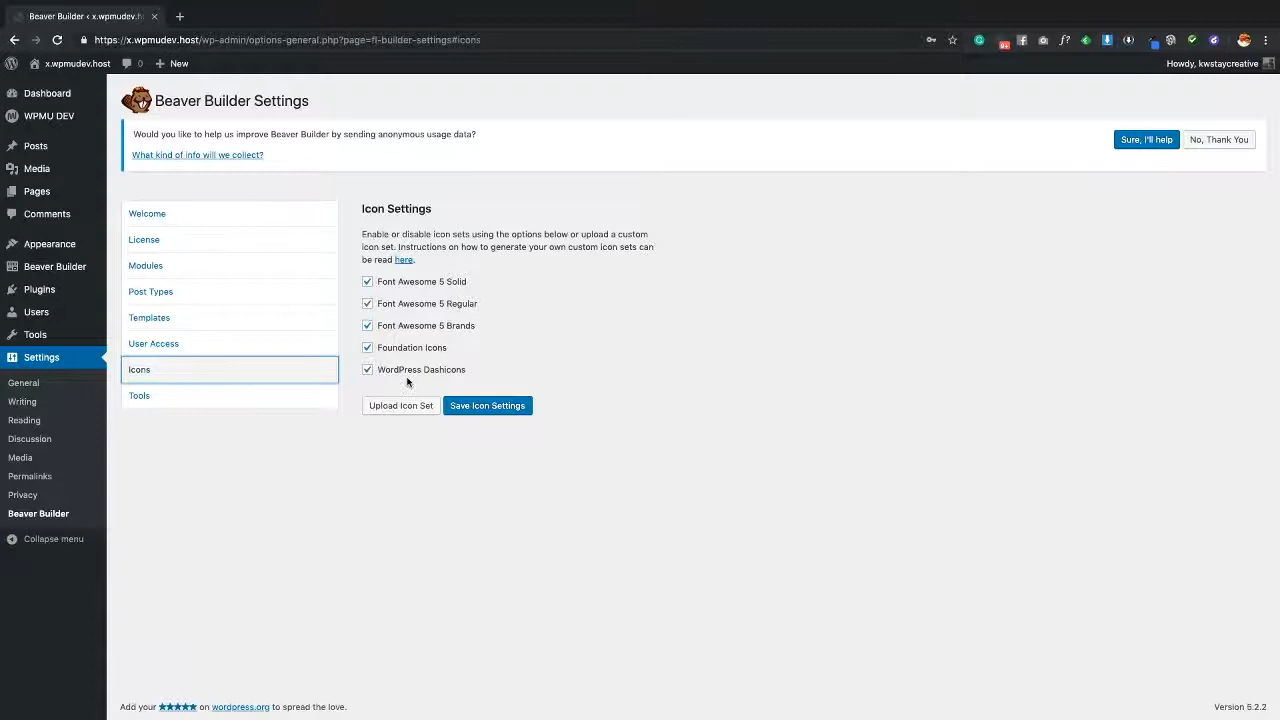 Beaver Builder ‹ x.wpmudev.h
https://x.wpmudev.host/wp-admin/options-general.php?page=fl-builder-settings#icons
x.wpmudev.host
0
New
Howdy, kwstaycreative
Dashboard
WPMU DEV
Posts
Media
Pages
Comments
Appearance
Beaver Builder
Plugins
Users
Tools
Settings
General
Writing
Reading
Discussion
Media
Permalinks
Privacy
Beaver Builder
Collapse menu
Beaver Builder Settings
Would you like to help us improve Beaver Builder by sending anonymous usage data?
What kind of info will we collect?
Sure, I'll help
No, Thank You
Welcome
License
Modules
Post Types
Templates
User Access
Icons
Tools
Icon Settings
Enable or disable icon sets using the options below or upload a custom
icon set. Instructions on how to generate your own custom icon sets can
be read here.
Font Awesome 5 Solid
Font Awesome 5 Regular
Font Awesome 5 Brands
Foundation Icons
WordPress Dashicons
Upload Icon Set
Save Icon Settings
Add your ★★★★★ on wordpress.org to spread the love.
Version 5.2.2